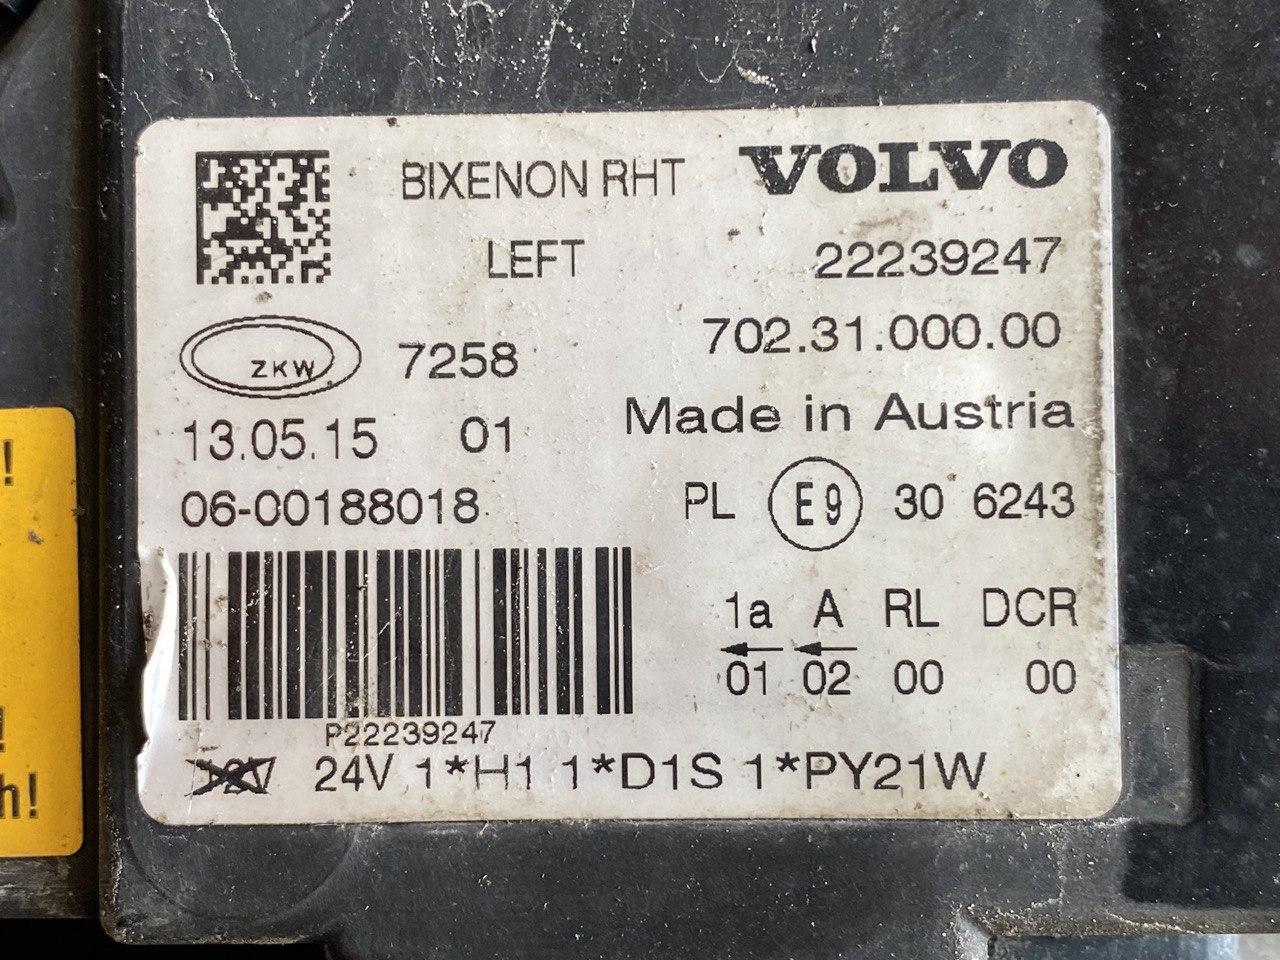 BIXENON RHT VOLVO
LEFT 22239247
702.31.000.00
ZKW 7258
Made in Austria
13.05.15 01
06-00188018
PL E9 30 6243
1a A RL DCR
01 02 00 00
P22239247
12V 24V 1*H1 1*D1S 1*PY21W
!
!
h!